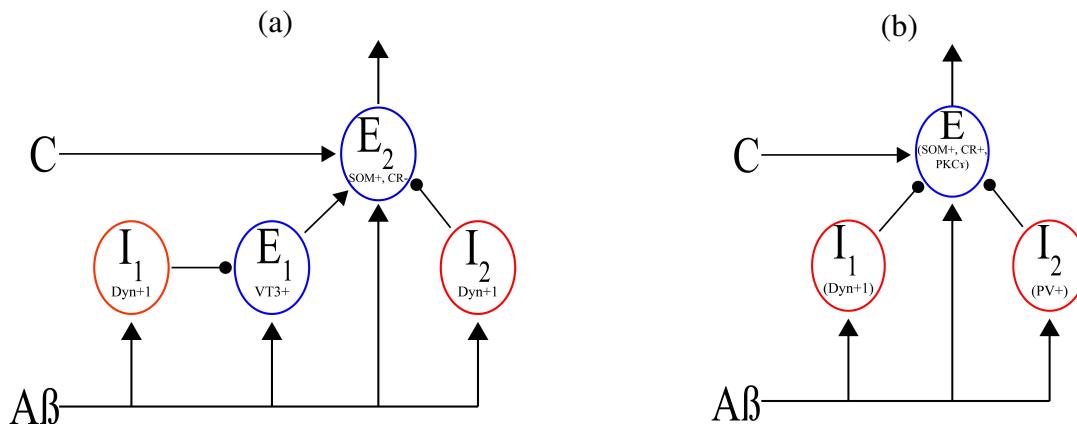 (a)
C
E2
SOM+, CR-
I1
Dyn+1
E1
VT3+
I2
Dyn+1
Aß
(b)
C
E
(SOM+, CR+,
PKCɤ)
I1
(Dyn+1)
I2
(PV+)
Aß